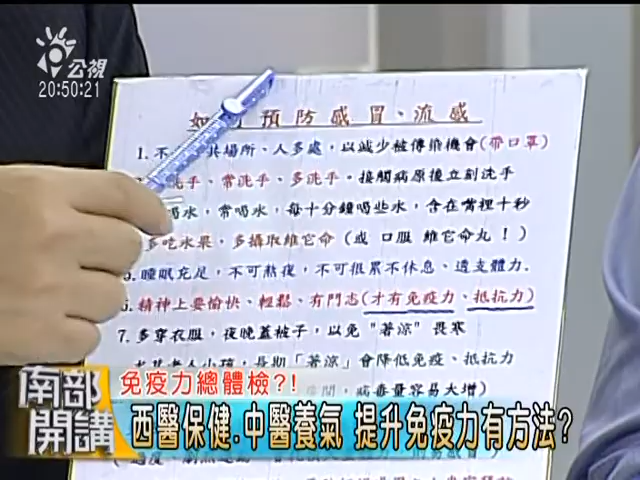 公視
20:50:21
預防感冒、流感
1. 不 共場所、人多處,以減少被傳飛機會(帶口罩)
洗手、常洗手、多洗手。接觸病原後立刻洗手
喝水,常喝水,每十分鐘喝些水,含在嘴裡十秒
多吃水果,多攝取維它命(或 口服 維它命丸!)
5. 睡眠充足,不可熬夜,不可很累不休息、透支體力.
6. 精神上要愉快、輕鬆、有鬥志(才有免疫力、抵抗力)
7. 多穿衣服,夜晚蓋被子,以免"著涼"畏寒
老人小孩,長期「著涼」會降低免疫、抵抗力
病毒量容易大增)
南部開講
免疫力總體檢?!
西醫保健.中醫養氣 提升免疫力有方法?